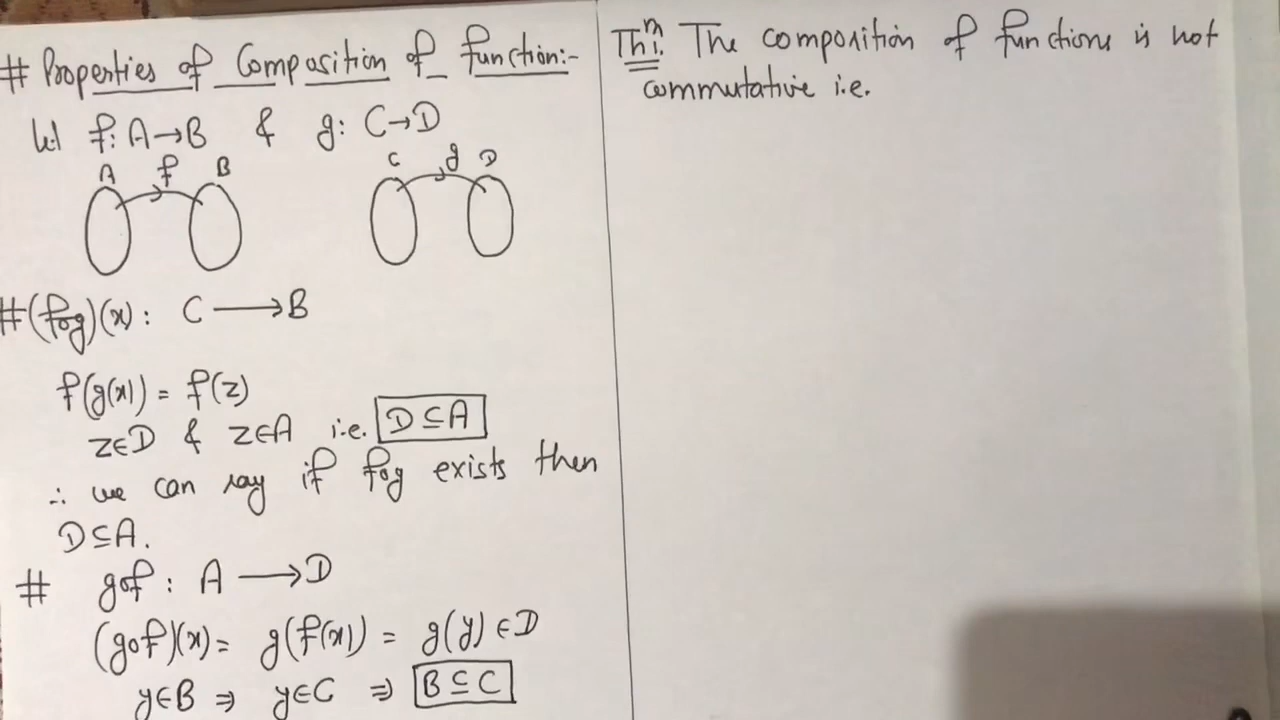 # Properties of Composition of function:-
let f: A→B & g: C→D
A f B C g D
#(fog)(x): C ⟶ B
f(g(x)) = f(z)
z∈D & z∈A i.e. D⊆A
∴ we can say if fog exists then
D⊆A.
# gof : A ⟶ D
(gof)(x) = g(f(x)) = g(y) ∈D
y∈B ⇒ y∈C ⇒ B⊆C
Thm1. The composition of functions is not
commutative i.e.